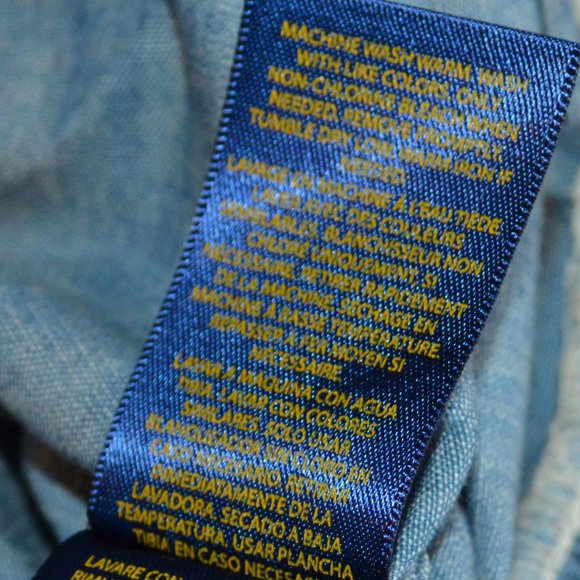 MACHINE WASH WARM, WASH
WITH LIKE COLORS, ONLY
NON-CHLORINE BLEACH WHEN
NEEDED, REMOVE PROMPTLY,
TUMBLE DRY LOW, WARM IRON IF
NEEDED.
LAVAGE EN MACHINE À L'EAU TIÈDE,
LAVER AVEC DES COULEURS
SEMBLABLES, BLANCHISSEUR NON
CHLORÉ, UNIQUEMENT, SI
NÉCESSAIRE, RETIRER RAPIDEMENT
DE LA MACHINE, SÉCHAGE EN
MACHINE À BASSE TEMPÉRATURE,
REPASSER À FER MOYEN SI
NÉCESSAIRE.
LAVAR A MAQUINA CON AGUA
TIBIA, LAVAR CON COLORES
SIMILARES, SOLO USAR
BLANQUEADOR SIN CLORO EN
CASO NECESARIO, RETIRAR
INMEDIATAMENTE DE LA
LAVADORA, SECADO A BAJA
TEMPERATURA, USAR PLANCHA
TIBIA EN CASO NECESARIO.
LAVARE CON